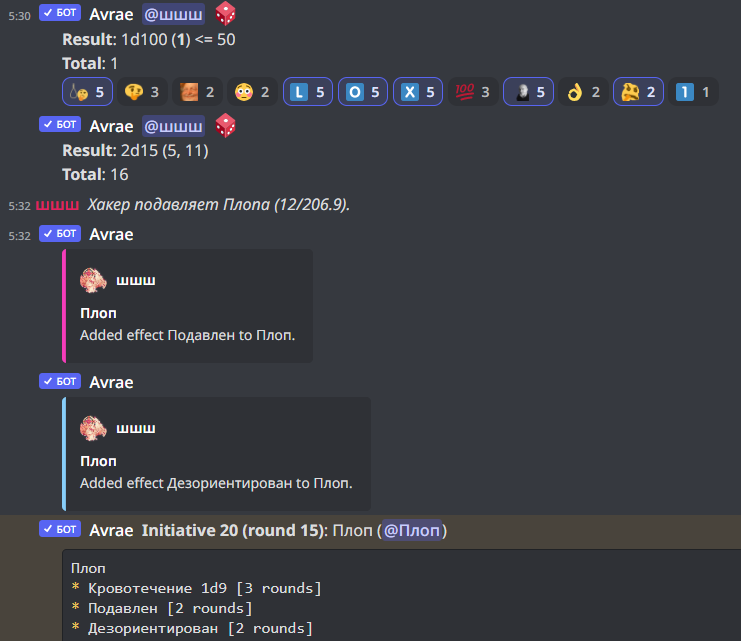 5:30 ✓ БОТ Avrae @шшш
Result: 1d100 (1) <= 50
Total: 1
5 3 2 2 L 5 O 5 X 5 100 3 5 2 2 1 1
✓ БОТ Avrae @шшш
Result: 2d15 (5, 11)
Total: 16
5:32 шшш Хакер подавляет Плопа (12/206.9).
5:32 ✓ БОТ Avrae
шшш
Плоп
Added effect Подавлен to Плоп.
✓ БОТ Avrae
шшш
Плоп
Added effect Дезориентирован to Плоп.
✓ БОТ Avrae Initiative 20 (round 15): Плоп (@Плоп)
Плоп
* Кровотечение 1d9 [3 rounds]
* Подавлен [2 rounds]
* Дезориентирован [2 rounds]